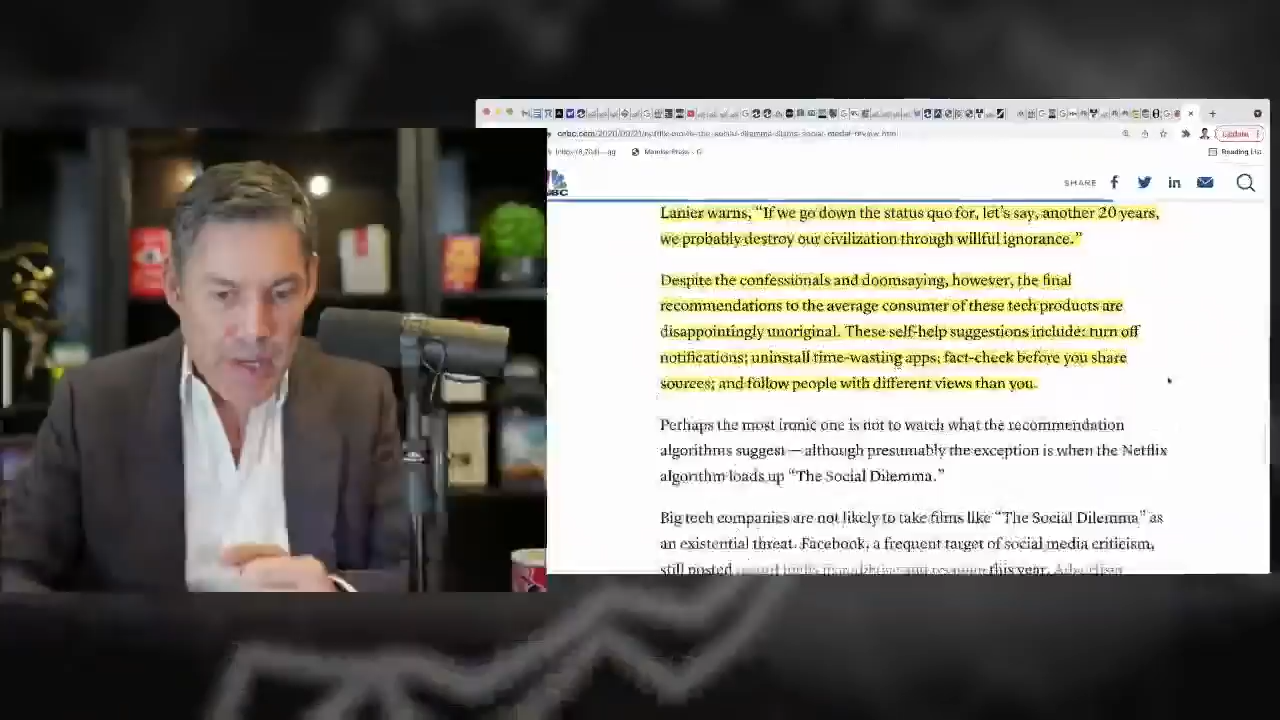 Update
Reading List
SHARE
Lanier warns, “If we go down the status quo for, let’s say, another 20 years,
we probably destroy our civilization through willful ignorance.”
Despite the confessionals and doomsaying, however, the final
recommendations to the average consumer of these tech products are
disappointingly unoriginal. These self-help suggestions include: turn off
notifications; uninstall time-wasting apps; fact-check before you share
sources; and follow people with different views than you.
Perhaps the most ironic one is not to watch what the recommendation
algorithms suggest — although presumably the exception is when the Netflix
algorithm loads up “The Social Dilemma.”
Big tech companies are not likely to take films like “The Social Dilemma” as
an existential threat. Facebook, a frequent target of social media criticism,
still posted this year.